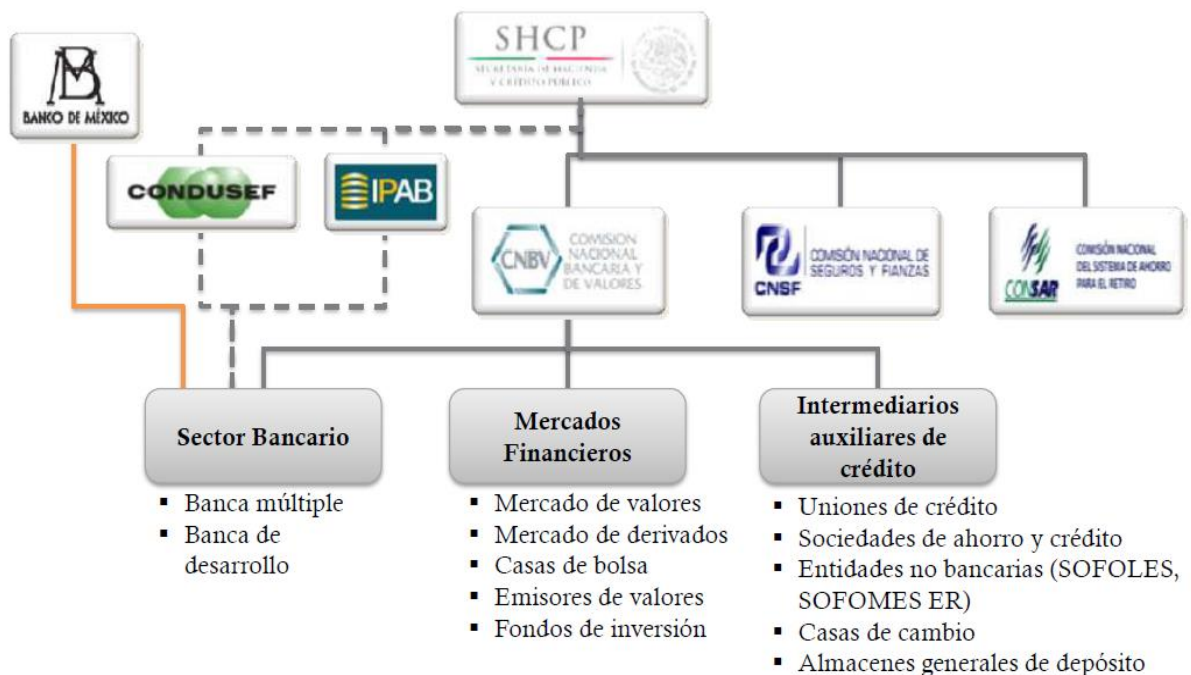 SHCP
SECRETARÍA DE HACIENDA
Y CRÉDITO PÚBLICO
BANCO DE MÉXICO
CONDUSEF
IPAB
CNBV
COMISION
NACIONAL
BANCARIA Y
DE VALORES
CNSF
COMISIÓN NACIONAL DE
SEGUROS Y FIANZAS
CONSAR
COMISIÓN NACIONAL
DEL SISTEMA DE AHORRO
PARA EL RETIRO
Sector Bancario
▪ Banca múltiple
▪ Banca de
desarrollo
Mercados
Financieros
▪ Mercado de valores
▪ Mercado de derivados
▪ Casas de bolsa
▪ Emisores de valores
▪ Fondos de inversión
Intermediarios
auxiliares de
crédito
▪ Uniones de crédito
▪ Sociedades de ahorro y crédito
▪ Entidades no bancarias (SOFOLES,
SOFOMES ER)
▪ Casas de cambio
▪ Almacenes generales de depósito